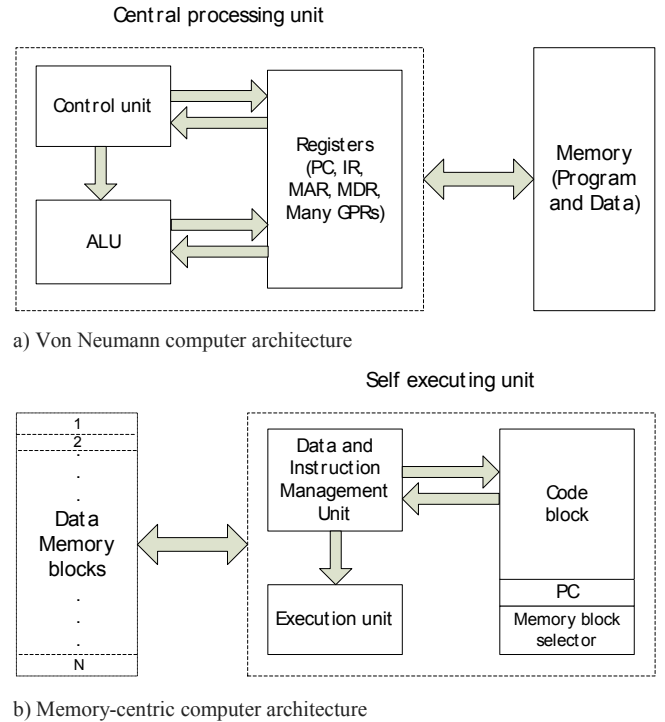 Central processing unit
Control unit
ALU
Registers
(PC, IR,
MAR, MDR,
Many GPRs)
Memory
(Program
and Data)
a) Von Neumann computer architecture
Self executing unit
1
2
.
.
.
Data
Memory
blocks
.
.
.
N
Data and
Instruction
Management
Unit
Execution unit
Code
block
PC
Memory block
selector
b) Memory-centric computer architecture